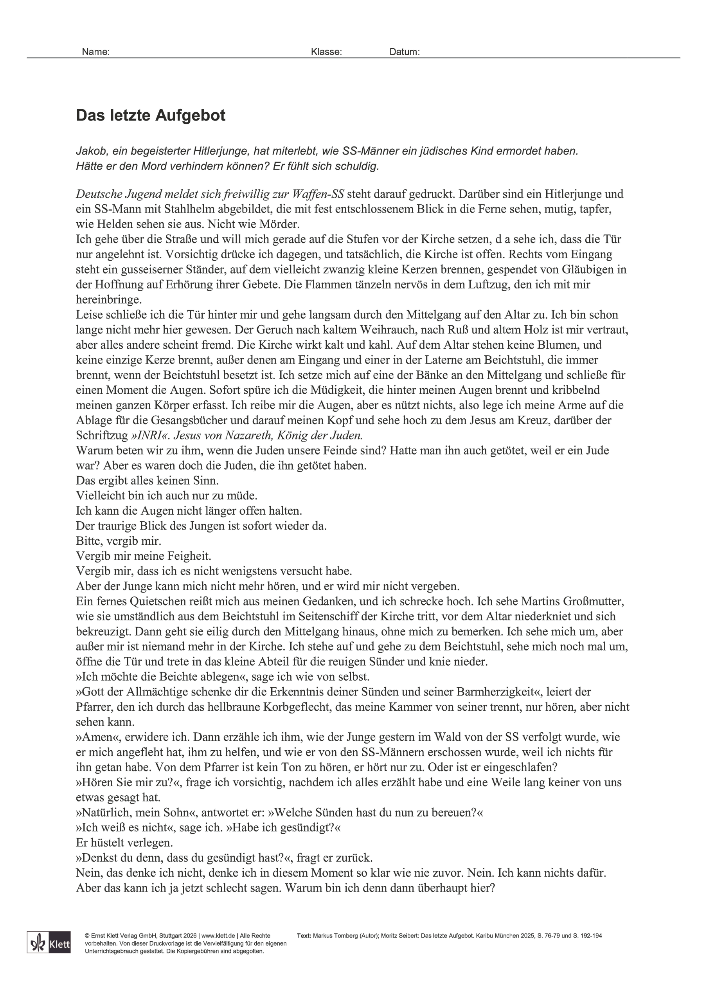 Name:
Klasse:
Datum:
Das letzte Aufgebot
Jakob, ein begeisterter Hitlerjunge, hat miterlebt, wie SS-Männer ein jüdisches Kind ermordet haben.
Hätte er den Mord verhindern können? Er fühlt sich schuldig.
Deutsche Jugend meldet sich freiwillig zur Waffen-SS steht darauf gedruckt. Darüber sind ein Hitlerjunge und
ein SS-Mann mit Stahlhelm abgebildet, die mit fest entschlossenem Blick in die Ferne sehen, mutig, tapfer,
wie Helden sehen sie aus. Nicht wie Mörder.
Ich gehe über die Straße und will mich gerade auf die Stufen vor der Kirche setzen, d a sehe ich, dass die Tür
nur angelehnt ist. Vorsichtig drücke ich dagegen, und tatsächlich, die Kirche ist offen. Rechts vom Eingang
steht ein gusseiserner Ständer, auf dem vielleicht zwanzig kleine Kerzen brennen, gespendet von Gläubigen in
der Hoffnung auf Erhörung ihrer Gebete. Die Flammen tänzeln nervös in dem Luftzug, den ich mit mir
hereinbringe.
Leise schließe ich die Tür hinter mir und gehe langsam durch den Mittelgang auf den Altar zu. Ich bin schon
lange nicht mehr hier gewesen. Der Geruch nach kaltem Weihrauch, nach Ruß und altem Holz ist mir vertraut,
aber alles andere scheint fremd. Die Kirche wirkt kalt und kahl. Auf dem Altar stehen keine Blumen, und
keine einzige Kerze brennt, außer denen am Eingang und einer in der Laterne am Beichtstuhl, die immer
brennt, wenn der Beichtstuhl besetzt ist. Ich setze mich auf eine der Bänke an den Mittelgang und schließe für
einen Moment die Augen. Sofort spüre ich die Müdigkeit, die hinter meinen Augen brennt und kribbelnd
meinen ganzen Körper erfasst. Ich reibe mir die Augen, aber es nützt nichts, also lege ich meine Arme auf die
Ablage für die Gesangsbücher und darauf meinen Kopf und sehe hoch zu dem Jesus am Kreuz, darüber der
Schriftzug »INRI«. Jesus von Nazareth, König der Juden.
Warum beten wir zu ihm, wenn die Juden unsere Feinde sind? Hatte man ihn auch getötet, weil er ein Jude
war? Aber es waren doch die Juden, die ihn getötet haben.
Das ergibt alles keinen Sinn.
Vielleicht bin ich auch nur zu müde.
Ich kann die Augen nicht länger offen halten.
Der traurige Blick des Jungen ist sofort wieder da.
Bitte, vergib mir.
Vergib mir meine Feigheit.
Vergib mir, dass ich es nicht wenigstens versucht habe.
Aber der Junge kann mich nicht mehr hören, und er wird mir nicht vergeben.
Ein fernes Quietschen reißt mich aus meinen Gedanken, und ich schrecke hoch. Ich sehe Martins Großmutter,
wie sie umständlich aus dem Beichtstuhl im Seitenschiff der Kirche tritt, vor dem Altar niederkniet und sich
bekreuzigt. Dann geht sie eilig durch den Mittelgang hinaus, ohne mich zu bemerken. Ich sehe mich um, aber
außer mir ist niemand mehr in der Kirche. Ich stehe auf und gehe zu dem Beichtstuhl, sehe mich noch mal um,
öffne die Tür und trete in das kleine Abteil für die reuigen Sünder und knie nieder.
»Ich möchte die Beichte ablegen«, sage ich wie von selbst.
»Gott der Allmächtige schenke dir die Erkenntnis deiner Sünden und seiner Barmherzigkeit«, leiert der
Pfarrer, den ich durch das hellbraune Korbgeflecht, das meine Kammer von seiner trennt, nur hören, aber nicht
sehen kann.
»Amen«, erwidere ich. Dann erzähle ich ihm, wie der Junge gestern im Wald von der SS verfolgt wurde, wie
er mich angefleht hat, ihm zu helfen, und wie er von den SS-Männern erschossen wurde, weil ich nichts für
ihn getan habe. Von dem Pfarrer ist kein Ton zu hören, er hört nur zu. Oder ist er eingeschlafen?
»Hören Sie mir zu?«, frage ich vorsichtig, nachdem ich alles erzählt habe und eine Weile lang keiner von uns
etwas gesagt hat.
»Natürlich, mein Sohn«, antwortet er: »Welche Sünden hast du nun zu bereuen?«
»Ich weiß es nicht«, sage ich. »Habe ich gesündigt?«
Er hüstelt verlegen.
»Denkst du denn, dass du gesündigt hast?«, fragt er zurück.
Nein, das denke ich nicht, denke ich in diesem Moment so klar wie nie zuvor. Nein. Ich kann nichts dafür.
Aber das kann ich ja jetzt schlecht sagen. Warum bin ich denn dann überhaupt hier?
Klett
© Ernst Klett Verlag GmbH, Stuttgart 2026 | www.klett.de | Alle Rechte
vorbehalten. Von dieser Druckvorlage ist die Vervielfältigung für den eigenen
Unterrichtsgebrauch gestattet. Die Kopiergebühren sind abgegolten.
Text: Markus Tomberg (Autor); Moritz Seibert: Das letzte Aufgebot. Karibu München 2025, S. 76-79 und S. 192-194